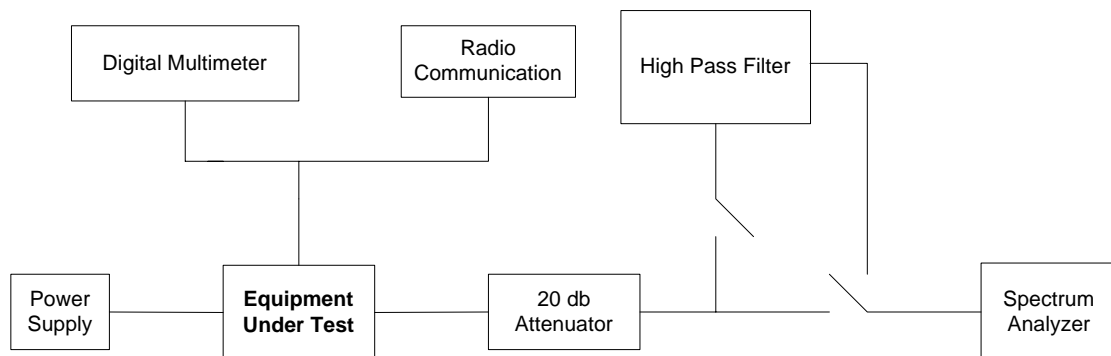 Digital Multimeter
Radio
Communication
High Pass Filter
Power
Supply
Equipment
Under Test
20 db
Attenuator
Spectrum
Analyzer